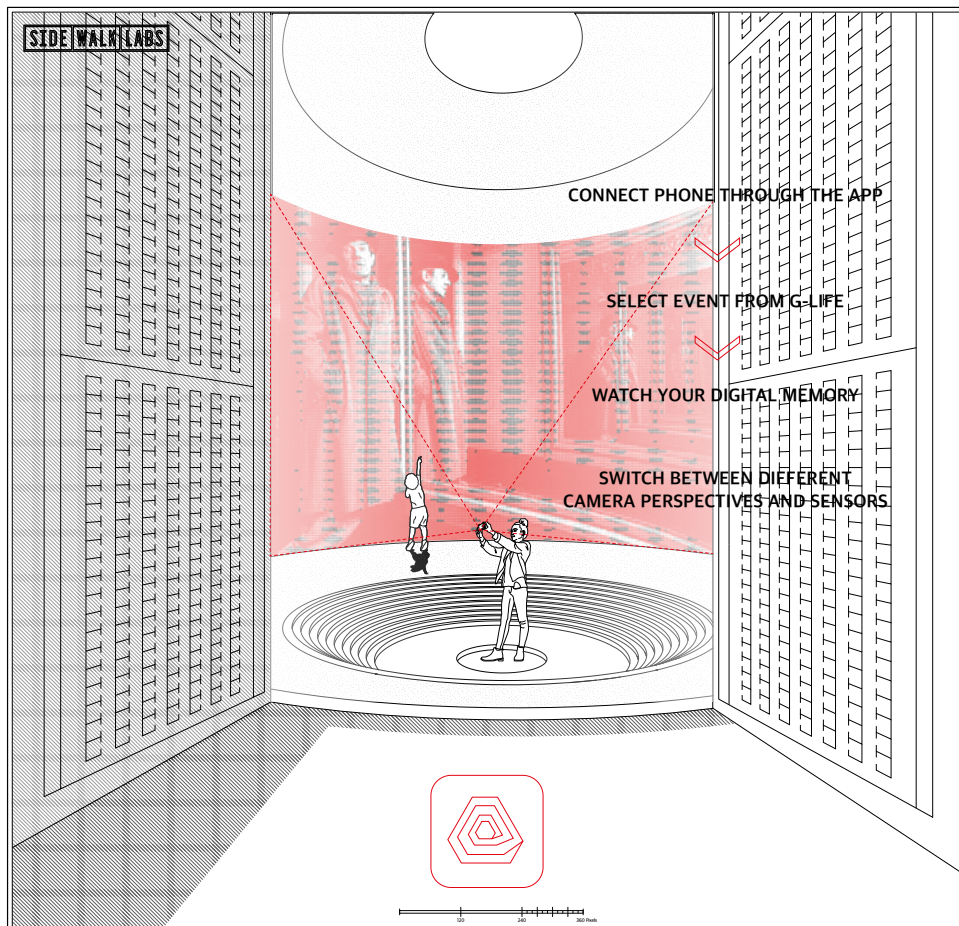 SIDE WALK LABS
CONNECT PHONE THROUGH THE APP
SELECT EVENT FROM G-LIFE
WATCH YOUR DIGITAL MEMORY
SWITCH BETWEEN DIFFERENT
CAMERA PERSPECTIVES AND SENSORS
120 240 360 Pixels